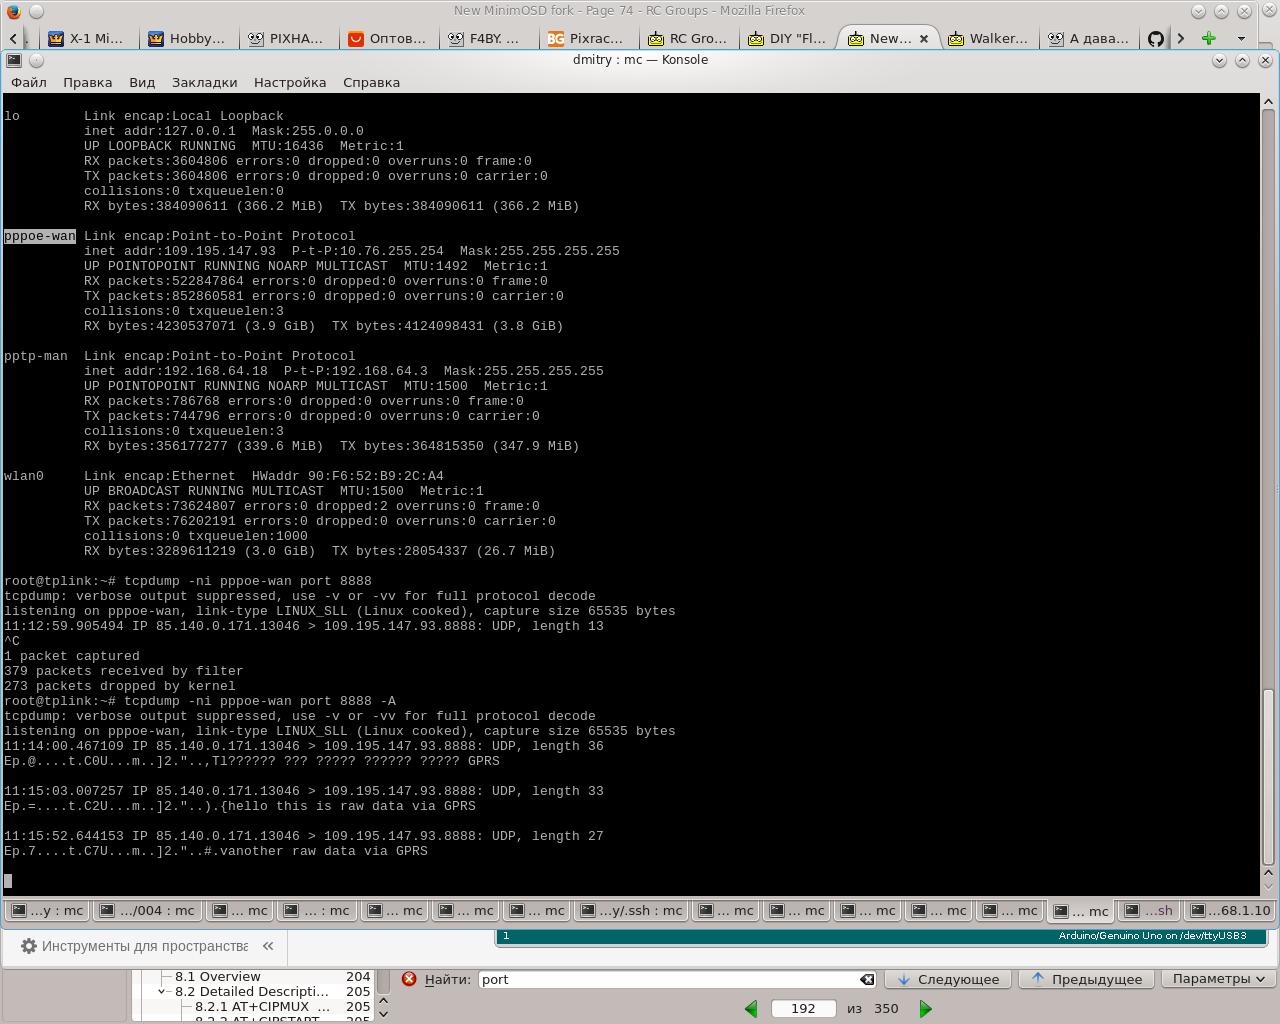 New MinimOSD fork - Page 74 - RC Groups - Mozilla Firefox
X-1 Mi... Hobby... PIXHA... Оптов... F4BY. ... Pixrac... RC Gro... DIY "Fl... New... Walker... А дава...
dmitry : mc — Konsole
Файл Правка Вид Закладки Настройка Справка
lo Link encap:Local Loopback
inet addr:127.0.0.1 Mask:255.0.0.0
UP LOOPBACK RUNNING MTU:16436 Metric:1
RX packets:3604806 errors:0 dropped:0 overruns:0 frame:0
TX packets:3604806 errors:0 dropped:0 overruns:0 carrier:0
collisions:0 txqueuelen:0
RX bytes:384090611 (366.2 MiB) TX bytes:384090611 (366.2 MiB)
pppoe-wan Link encap:Point-to-Point Protocol
inet addr:109.195.147.93 P-t-P:10.76.255.254 Mask:255.255.255.255
UP POINTOPOINT RUNNING NOARP MULTICAST MTU:1492 Metric:1
RX packets:522847864 errors:0 dropped:0 overruns:0 frame:0
TX packets:852860581 errors:0 dropped:0 overruns:0 carrier:0
collisions:0 txqueuelen:3
RX bytes:4230537071 (3.9 GiB) TX bytes:4124098431 (3.8 GiB)
pptp-man Link encap:Point-to-Point Protocol
inet addr:192.168.64.18 P-t-P:192.168.64.3 Mask:255.255.255.255
UP POINTOPOINT RUNNING NOARP MULTICAST MTU:1500 Metric:1
RX packets:786768 errors:0 dropped:0 overruns:0 frame:0
TX packets:744796 errors:0 dropped:0 overruns:0 carrier:0
collisions:0 txqueuelen:3
RX bytes:356177277 (339.6 MiB) TX bytes:364815350 (347.9 MiB)
wlan0 Link encap:Ethernet HWaddr 90:F6:52:B9:2C:A4
UP BROADCAST RUNNING MULTICAST MTU:1500 Metric:1
RX packets:73624807 errors:0 dropped:2 overruns:0 frame:0
TX packets:76202191 errors:0 dropped:0 overruns:0 carrier:0
collisions:0 txqueuelen:1000
RX bytes:3289611219 (3.0 GiB) TX bytes:28054337 (26.7 MiB)
root@tplink:~# tcpdump -ni pppoe-wan port 8888
tcpdump: verbose output suppressed, use -v or -vv for full protocol decode
listening on pppoe-wan, link-type LINUX_SLL (Linux cooked), capture size 65535 bytes
11:12:59.905494 IP 85.140.0.171.13046 > 109.195.147.93.8888: UDP, length 13
^C
1 packet captured
379 packets received by filter
273 packets dropped by kernel
root@tplink:~# tcpdump -ni pppoe-wan port 8888 -A
tcpdump: verbose output suppressed, use -v or -vv for full protocol decode
listening on pppoe-wan, link-type LINUX_SLL (Linux cooked), capture size 65535 bytes
11:14:00.467109 IP 85.140.0.171.13046 > 109.195.147.93.8888: UDP, length 36
Ep.@....t.C0U...m..]2."..,Tl?????? ??? ????? ?????? ????? GPRS
11:15:03.007257 IP 85.140.0.171.13046 > 109.195.147.93.8888: UDP, length 33
Ep.=....t.C2U...m..]2."..).{hello this is raw data via GPRS
11:15:52.644153 IP 85.140.0.171.13046 > 109.195.147.93.8888: UDP, length 27
Ep.7....t.C7U...m..]2."..#.vanother raw data via GPRS
...y : mc .../004 : mc ... mc ... : mc ... mc ... mc ... mc ...y/.ssh : mc ... mc ... mc ... mc ... mc ... mc ... mc ...sh ...68.1.10
Инструменты для пространства «
1 Arduino/Genuino Uno on /dev/ttyUSB3
8.1 Overview 204
8.2 Detailed Descripti... 205
8.2.1 AT+CIPMUX ... 205
8.2.2 AT+CIPSTART 205
Найти: port Следующее Предыдущее Параметры
192 из 350